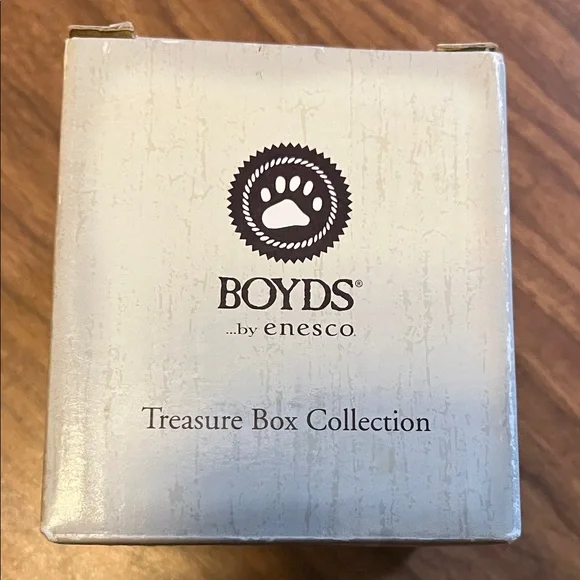 BOYDS®
...by enesco.
Treasure Box Collection